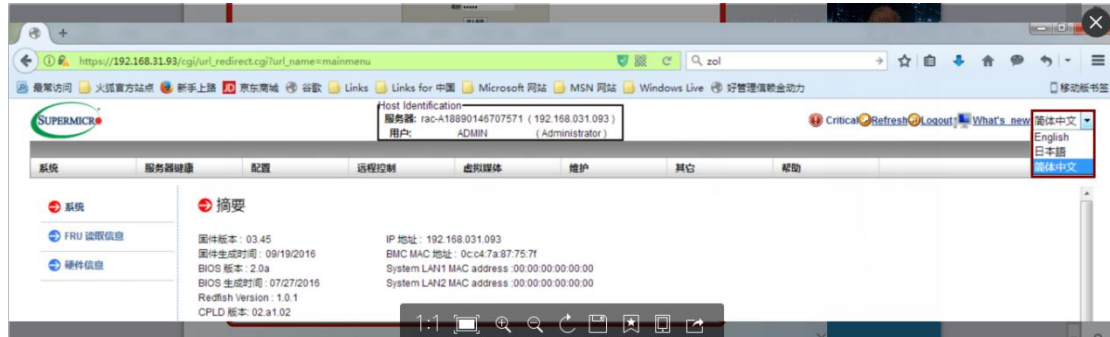 https://192.168.31.93/cgi/url_redirect.cgi?url_name=mainmenu
zol
最常访问 火狐官方站点 新手上路 JD 京东商城 谷歌 Links Links for 中国 Microsoft 网站 MSN 网站 Windows Live 好管理信赖金动力 移动版书签
SUPERMICR
Host Identification
服务器: rac-A18890146707571 ( 192.168.031.093 )
用户: ADMIN ( Administrator )
Critical Refresh Logout What's new 简体中文
English
日本語
简体中文
系统 服务器健康 配置 远程控制 虚拟媒体 维护 其它 帮助
系统
FRU 读取信息
硬件信息
摘要
固件版本 : 03.45
固件生成时间 : 09/19/2016
BIOS 版本 : 2.0a
BIOS 生成时间 : 07/27/2016
Redfish Version : 1.0.1
CPLD 版本: 02.a1.02
IP 地址 : 192.168.031.093
BMC MAC 地址 : 0c:c4:7a:87:75:7f
System LAN1 MAC address :00:00:00:00:00:00
System LAN2 MAC address :00:00:00:00:00:00
1:1